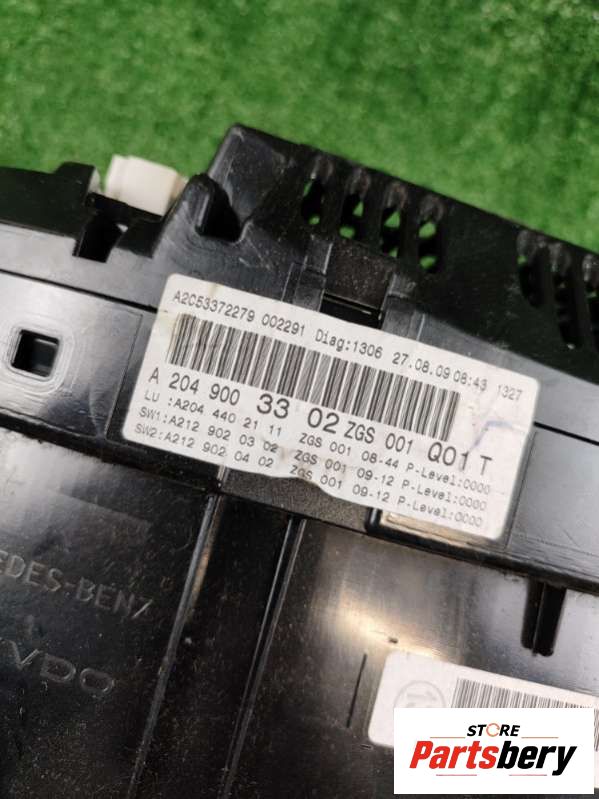 A2C53372279 002291 Diag:1306 27.08.09 08:43 1327
A 204 900 33 02 ZGS 001 Q01 T
LU :A204 440 21 11 ZGS 001 08-44 P-Level:0000
SW1:A212 902 03 02 ZGS 001 09-12 P-Level:0000
SW2:A212 902 04 02 ZGS 001 09-12 P-Level:0000
EDES-BENZ
VDO
STORE
Partsbery